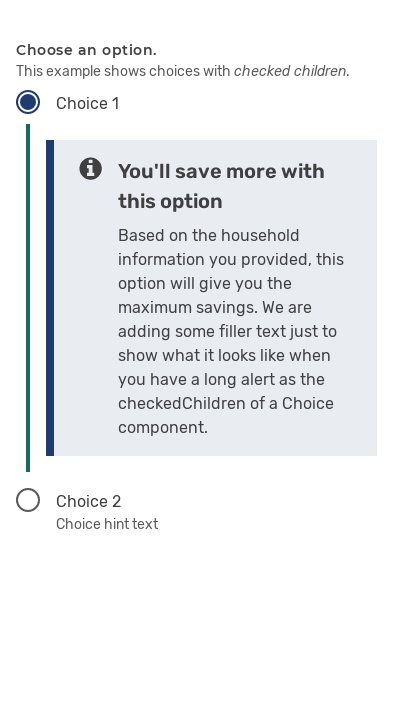 Choose an option.
This example shows choices with checked children.
Choice 1
You'll save more with
this option
Based on the household
information you provided, this
option will give you the
maximum savings. We are
adding some filler text just to
show what it looks like when
you have a long alert as the
checkedChildren of a Choice
component.
Choice 2
Choice hint text